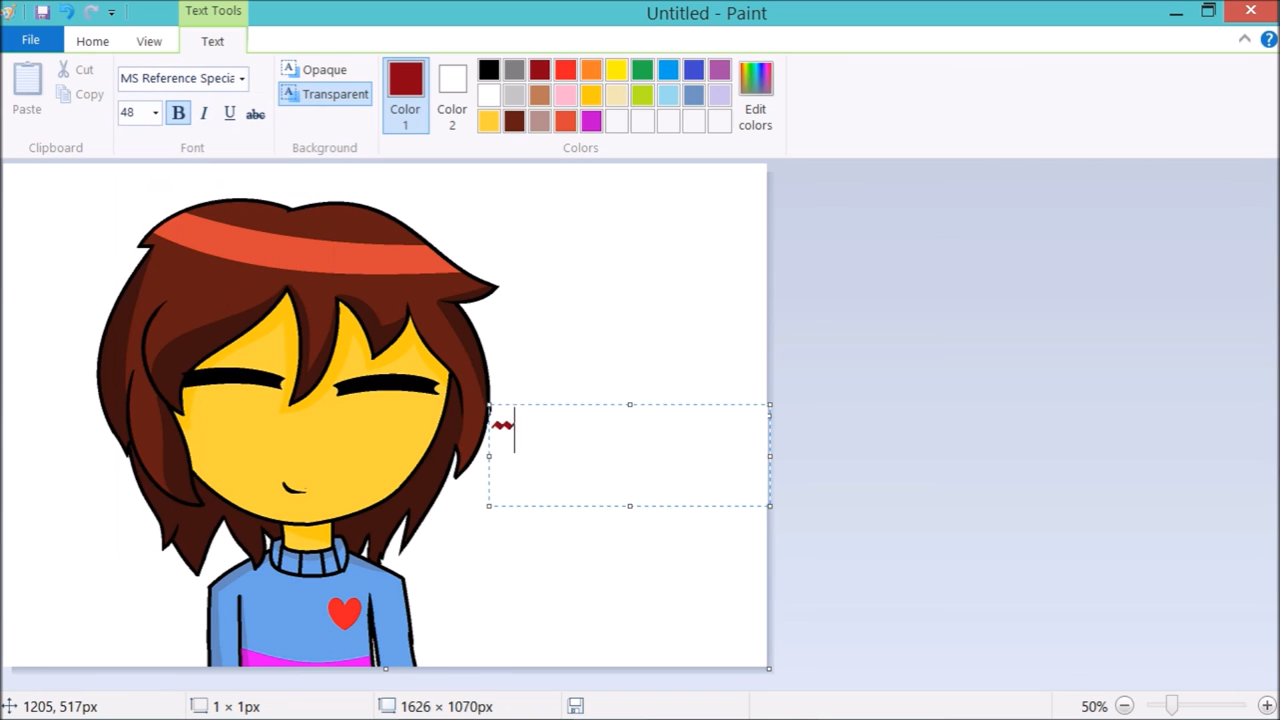 Text Tools
Untitled - Paint
File
Home
View
Text
Paste
Cut
Copy
Clipboard
MS Reference Specia
48
B
I
U
abc
Font
Opaque
Transparent
Background
Color
1
Color
2
Edit
colors
Colors
1205, 517px
1 × 1px
1626 × 1070px
50%